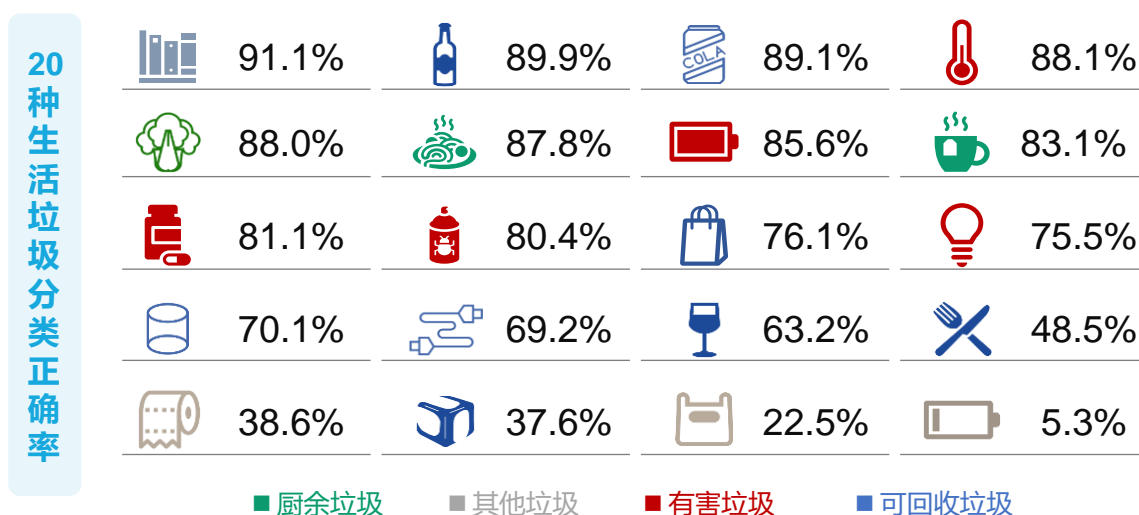 20种生活垃圾分类正确率
91.1% 89.9% COLA 89.1% 88.1%
88.0% 87.8% 85.6% 83.1%
81.1% 80.4% 76.1% 75.5%
70.1% 69.2% 63.2% 48.5%
38.6% 37.6% 22.5% 5.3%
厨余垃圾 其他垃圾 有害垃圾 可回收垃圾